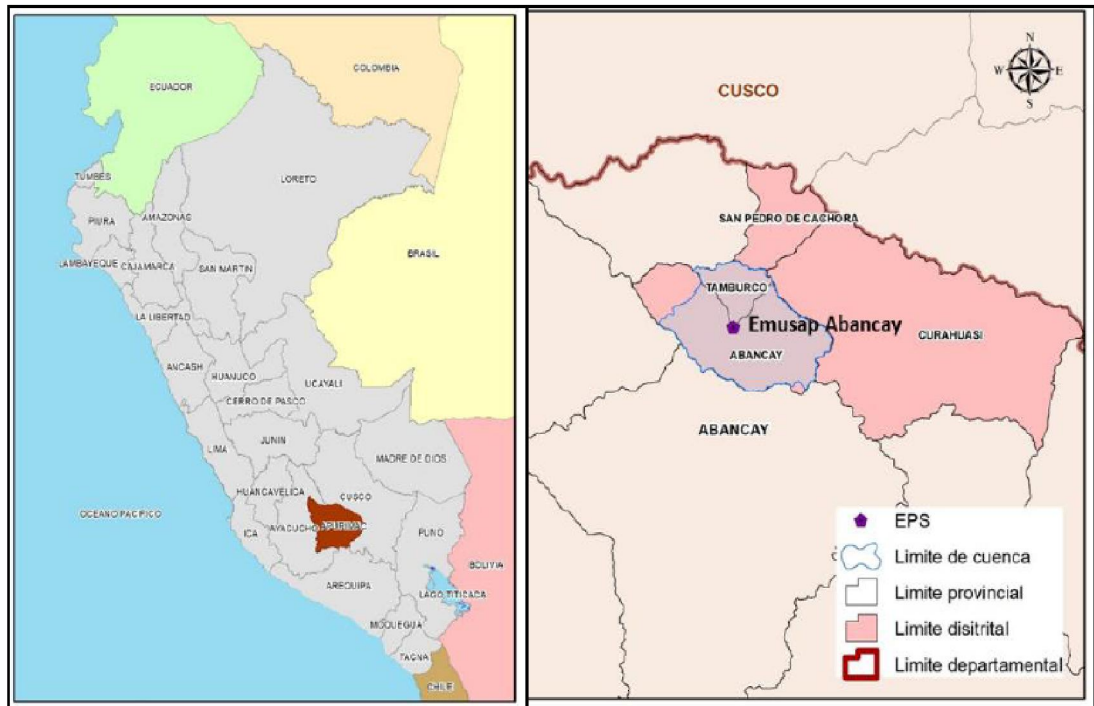 COLOMBIA
ECUADOR
TUMBES
LORETO
PIURA
AMAZONAS
LAMBAYEQUE
CAJAMARCA
SAN MARTIN
BRASIL
LA LIBERTAD
ANCASH
HUANUCO
UCAYALI
CERRO DE PASCO
LIMA
JUNIN
MADRE DE DIOS
HUANCAVELICA
CUSCO
OCEANO PACIFICO
ICA
AYACUCHO
APURIMAC
PUNO
BOLIVIA
AREQUIPA
LAGO TITICACA
MOQUEGUA
TACNA
CHILE
N
W
E
S
CUSCO
SAN PEDRO DE CACHORA
TAMBURCO
Emusap Abancay
CURAHUASI
ABANCAY
ABANCAY
EPS
Limite de cuenca
Limite provincial
Limite disitrital
Limite departamental